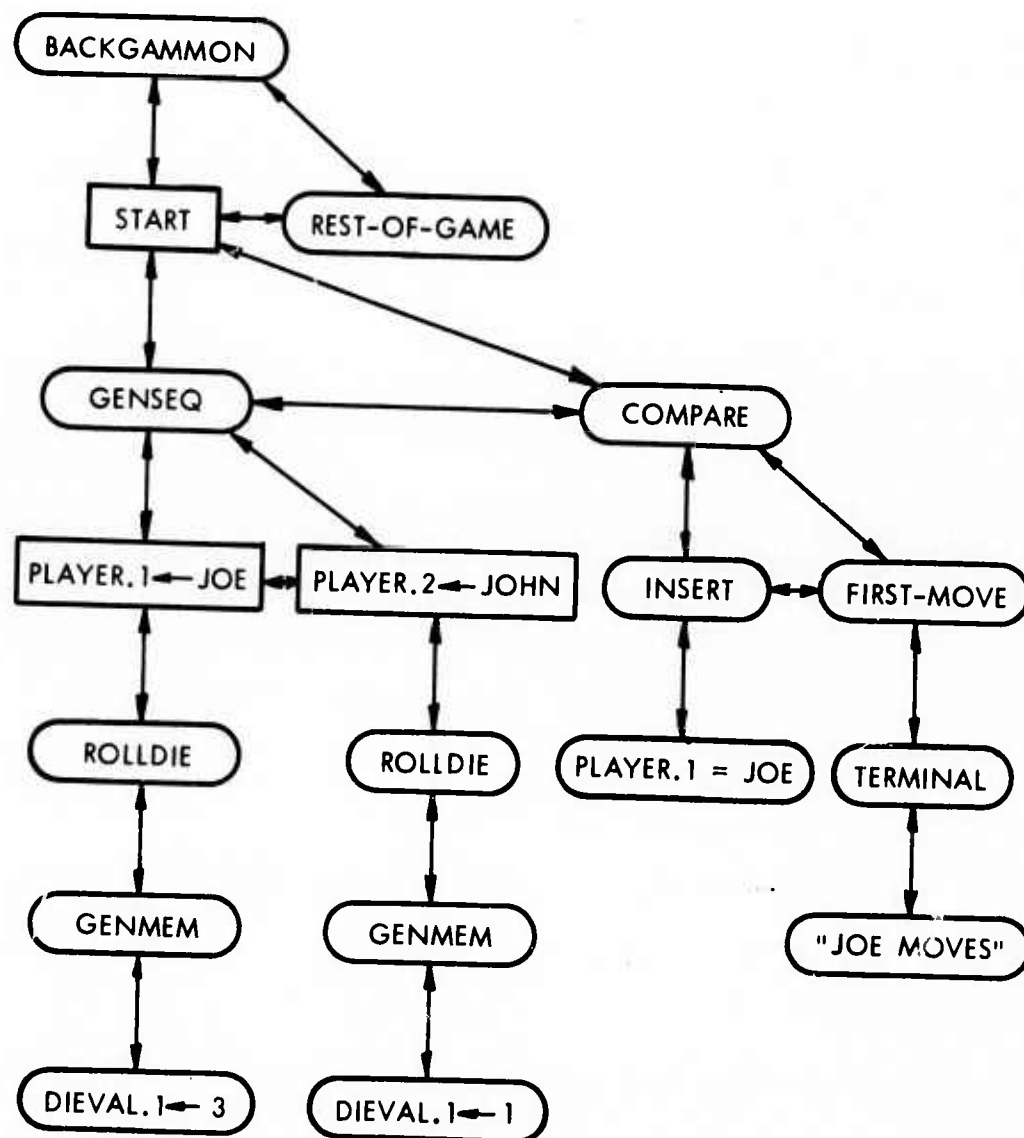 BACKGAMMON
START
REST-OF-GAME
GENSEQ
COMPARE
PLAYER.1← JOE
PLAYER.2← JOHN
INSERT
FIRST-MOVE
ROLLDIE
ROLLDIE
PLAYER.1 = JOE
TERMINAL
GENMEM
GENMEM
"JOE MOVES"
DIEVAL.1← 3
DIEVAL.1← 1